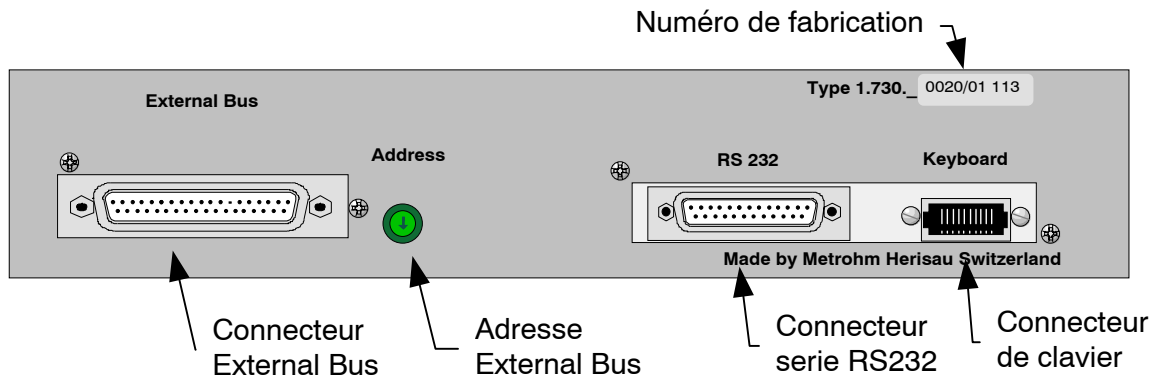 Numéro de fabrication
Type 1.730._ 0020/01 113
External Bus
Address
RS 232
Keyboard
Made by Metrohm Herisau Switzerland
Connecteur
External Bus
Adresse
External Bus
Connecteur
serie RS232
Connecteur
de clavier